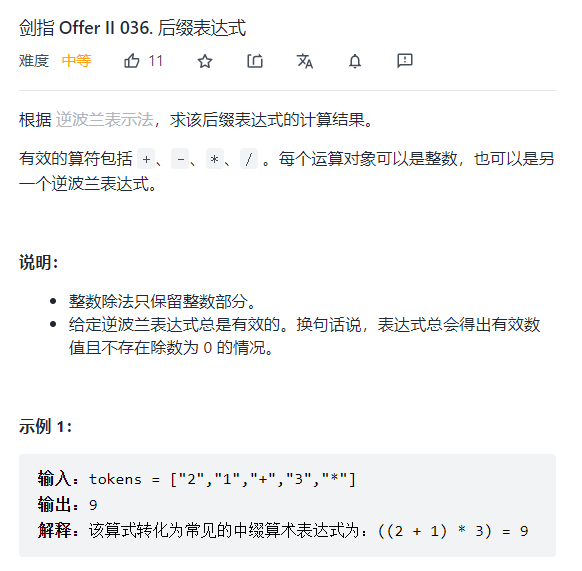 剑指 Offer II 036. 后缀表达式
难度 中等 11
根据 逆波兰表示法，求该后缀表达式的计算结果。
有效的算符包括 +、-、*、/ 。每个运算对象可以是整数，也可以是另
一个逆波兰表达式。
说明：
整数除法只保留整数部分。
给定逆波兰表达式总是有效的。换句话说，表达式总会得出有效数
值且不存在除数为 0 的情况。
示例 1：
输入：tokens = ["2","1","+","3","*"]
输出：9
解释：该算式转化为常见的中缀算术表达式为：((2 + 1) * 3) = 9